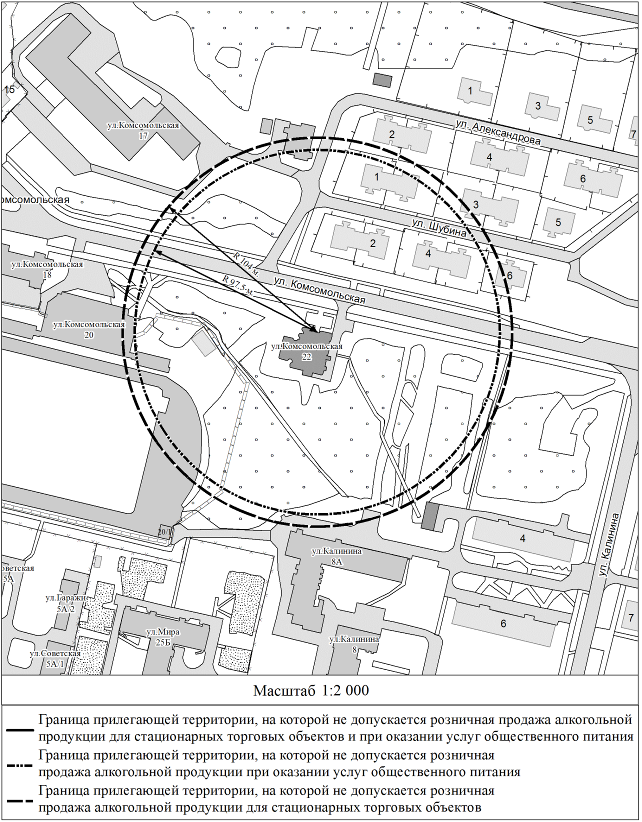 15
ул.Комсомольская
17
1
3
5
7
ул. Александрова
2
4
6
1
3
5
ул. Шубина
2
4
6
омсомольская
R 104 м.
R 97,5 м.
ул. Комсомольская
ул.Комсомольская
18
ул.Комсомольская
20
ул.Комсомольская
22
20/1
ул.Калинина
8А
4
ул. Калинина
оветская
5А
ул.Гаражи
5А/2
ул.Мира
25Б
ул.Советская
5А/1
ул.Калинина
8
6
7
Масштаб 1:2 000
Граница прилегающей территории, на которой не допускается розничная продажа алкогольной
продукции для стационарных торговых объектов и при оказании услуг общественного питания
Граница прилегающей территории, на которой не допускается розничная
продажа алкогольной продукции при оказании услуг общественного питания
Граница прилегающей территории, на которой не допускается розничная
продажа алкогольной продукции для стационарных торговых объектов